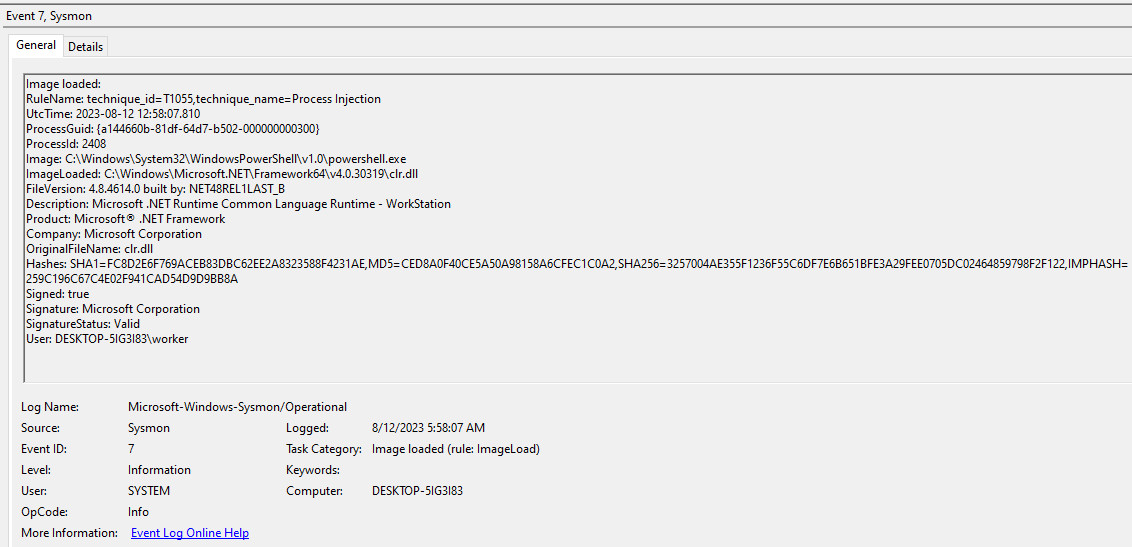 Event 7, Sysmon
General Details
Image loaded:
RuleName: technique_id=T1055,technique_name=Process Injection
UtcTime: 2023-08-12 12:58:07.810
ProcessGuid: {a144660b-81df-64d7-b502-000000000300}
ProcessId: 2408
Image: C:\Windows\System32\WindowsPowerShell\v1.0\powershell.exe
ImageLoaded: C:\Windows\Microsoft.NET\Framework64\v4.0.30319\clr.dll
FileVersion: 4.8.4614.0 built by: NET48REL1LAST_B
Description: Microsoft .NET Runtime Common Language Runtime - WorkStation
Product: Microsoft® .NET Framework
Company: Microsoft Corporation
OriginalFileName: clr.dll
Hashes: SHA1=FC8D2E6F769ACEB83DBC62EE2A8323588F4231AE,MD5=CED8A0F40CE5A50A98158A6CFEC1C0A2,SHA256=3257004AE355F1236F55C6DF7E6B651BFE3A29FEE0705DC02464859798F2F122,IMPHASH=
259C196C67C4E02F941CAD54D9D9BB8A
Signed: true
Signature: Microsoft Corporation
SignatureStatus: Valid
User: DESKTOP-5IG3I83\worker
Log Name: Microsoft-Windows-Sysmon/Operational
Source: Sysmon Logged: 8/12/2023 5:58:07 AM
Event ID: 7 Task Category: Image loaded (rule: ImageLoad)
Level: Information Keywords:
User: SYSTEM Computer: DESKTOP-5IG3I83
OpCode: Info
More Information: Event Log Online Help